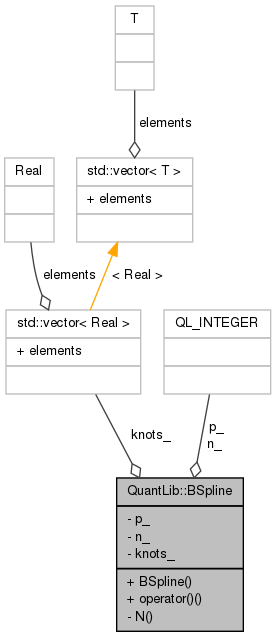 T
elements
Real
std::vector< T >
+ elements
elements
< Real >
std::vector< Real >
+ elements
QL_INTEGER
knots_
p_
n_
QuantLib::BSpline
- p_
- n_
- knots_
+ BSpline()
+ operator()()
- N()